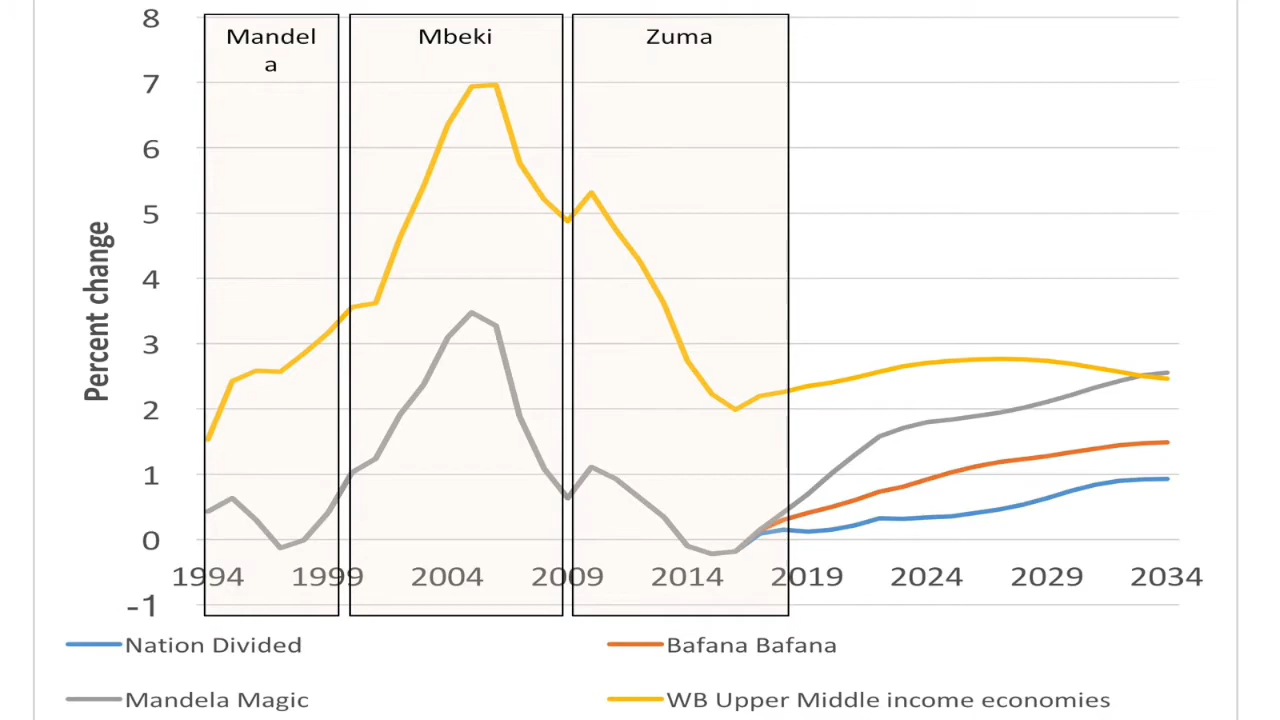 8
Mandel
a
Mbeki
Zuma
7
6
5
4
3
2
1
0
-1
Percent change
1994 1999 2004 2009 2014 2019 2024 2029 2034
Nation Divided
Bafana Bafana
Mandela Magic
WB Upper Middle income economies